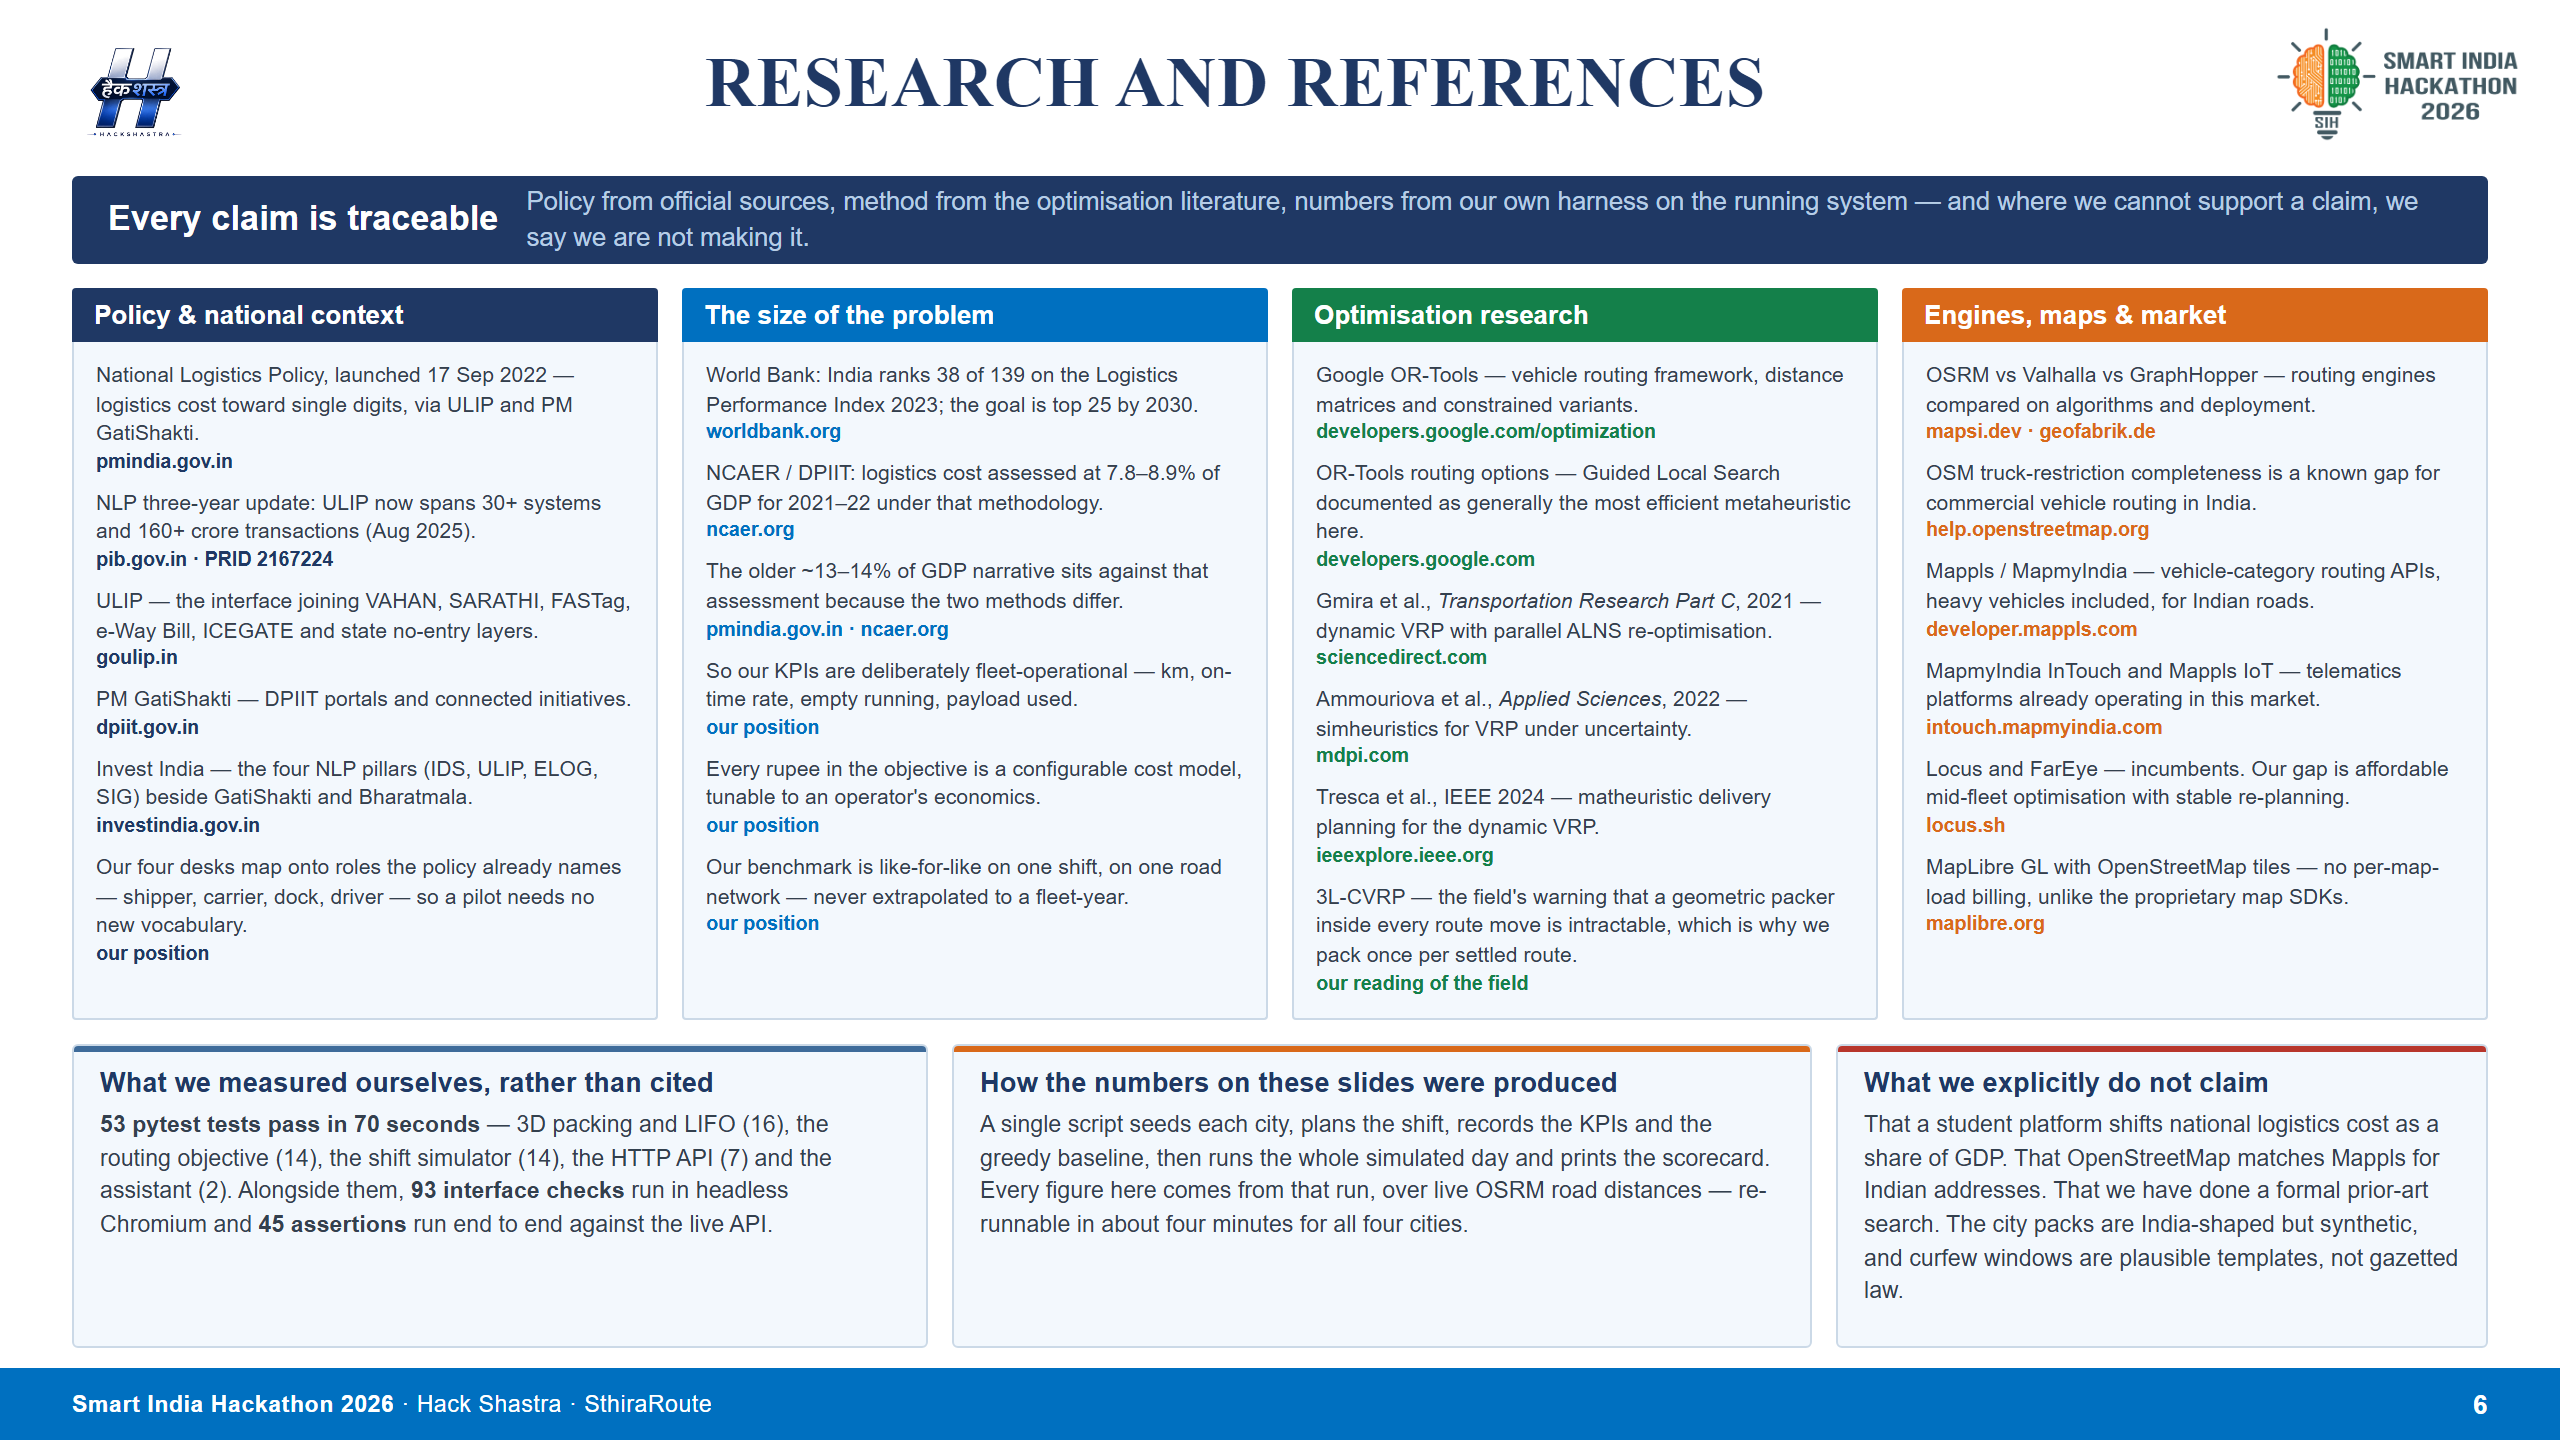 हैकशस्त्र
HACKSHASTRA
RESEARCH AND REFERENCES
SIH
SMART INDIA
HACKATHON
2026
Every claim is traceable
Policy from official sources, method from the optimisation literature, numbers from our own harness on the running system — and where we cannot support a claim, we
say we are not making it.
Policy & national context
National Logistics Policy, launched 17 Sep 2022 —
logistics cost toward single digits, via ULIP and PM
GatiShakti.
pmindia.gov.in
NLP three-year update: ULIP now spans 30+ systems
and 160+ crore transactions (Aug 2025).
pib.gov.in · PRID 2167224
ULIP — the interface joining VAHAN, SARATHI, FASTag,
e-Way Bill, ICEGATE and state no-entry layers.
goulip.in
PM GatiShakti — DPIIT portals and connected initiatives.
dpiit.gov.in
Invest India — the four NLP pillars (IDS, ULIP, ELOG,
SIG) beside GatiShakti and Bharatmala.
investindia.gov.in
Our four desks map onto roles the policy already names
— shipper, carrier, dock, driver — so a pilot needs no
new vocabulary.
our position
The size of the problem
World Bank: India ranks 38 of 139 on the Logistics
Performance Index 2023; the goal is top 25 by 2030.
worldbank.org
NCAER / DPIIT: logistics cost assessed at 7.8–8.9% of
GDP for 2021–22 under that methodology.
ncaer.org
The older ~13–14% of GDP narrative sits against that
assessment because the two methods differ.
pmindia.gov.in · ncaer.org
So our KPIs are deliberately fleet-operational — km, on-
time rate, empty running, payload used.
our position
Every rupee in the objective is a configurable cost model,
tunable to an operator's economics.
our position
Our benchmark is like-for-like on one shift, on one road
network — never extrapolated to a fleet-year.
our position
Optimisation research
Google OR-Tools — vehicle routing framework, distance
matrices and constrained variants.
developers.google.com/optimization
OR-Tools routing options — Guided Local Search
documented as generally the most efficient metaheuristic
here.
developers.google.com
Gmira et al., Transportation Research Part C, 2021 —
dynamic VRP with parallel ALNS re-optimisation.
sciencedirect.com
Ammouriova et al., Applied Sciences, 2022 —
simheuristics for VRP under uncertainty.
mdpi.com
Tresca et al., IEEE 2024 — matheuristic delivery
planning for the dynamic VRP.
ieeexplore.ieee.org
3L-CVRP — the field's warning that a geometric packer
inside every route move is intractable, which is why we
pack once per settled route.
our reading of the field
Engines, maps & market
OSRM vs Valhalla vs GraphHopper — routing engines
compared on algorithms and deployment.
mapsi.dev · geofabrik.de
OSM truck-restriction completeness is a known gap for
commercial vehicle routing in India.
help.openstreetmap.org
Mappls / MapmyIndia — vehicle-category routing APIs,
heavy vehicles included, for Indian roads.
developer.mappls.com
MapmyIndia InTouch and Mappls IoT — telematics
platforms already operating in this market.
intouch.mapmyindia.com
Locus and FarEye — incumbents. Our gap is affordable
mid-fleet optimisation with stable re-planning.
locus.sh
MapLibre GL with OpenStreetMap tiles — no per-map-
load billing, unlike the proprietary map SDKs.
maplibre.org
What we measured ourselves, rather than cited
53 pytest tests pass in 70 seconds — 3D packing and LIFO (16), the
routing objective (14), the shift simulator (14), the HTTP API (7) and the
assistant (2). Alongside them, 93 interface checks run in headless
Chromium and 45 assertions run end to end against the live API.
How the numbers on these slides were produced
A single script seeds each city, plans the shift, records the KPIs and the
greedy baseline, then runs the whole simulated day and prints the scorecard.
Every figure here comes from that run, over live OSRM road distances — re-
runnable in about four minutes for all four cities.
What we explicitly do not claim
That a student platform shifts national logistics cost as a
share of GDP. That OpenStreetMap matches Mappls for
Indian addresses. That we have done a formal prior-art
search. The city packs are India-shaped but synthetic,
and curfew windows are plausible templates, not gazetted
law.
Smart India Hackathon 2026 · Hack Shastra · SthiraRoute
6